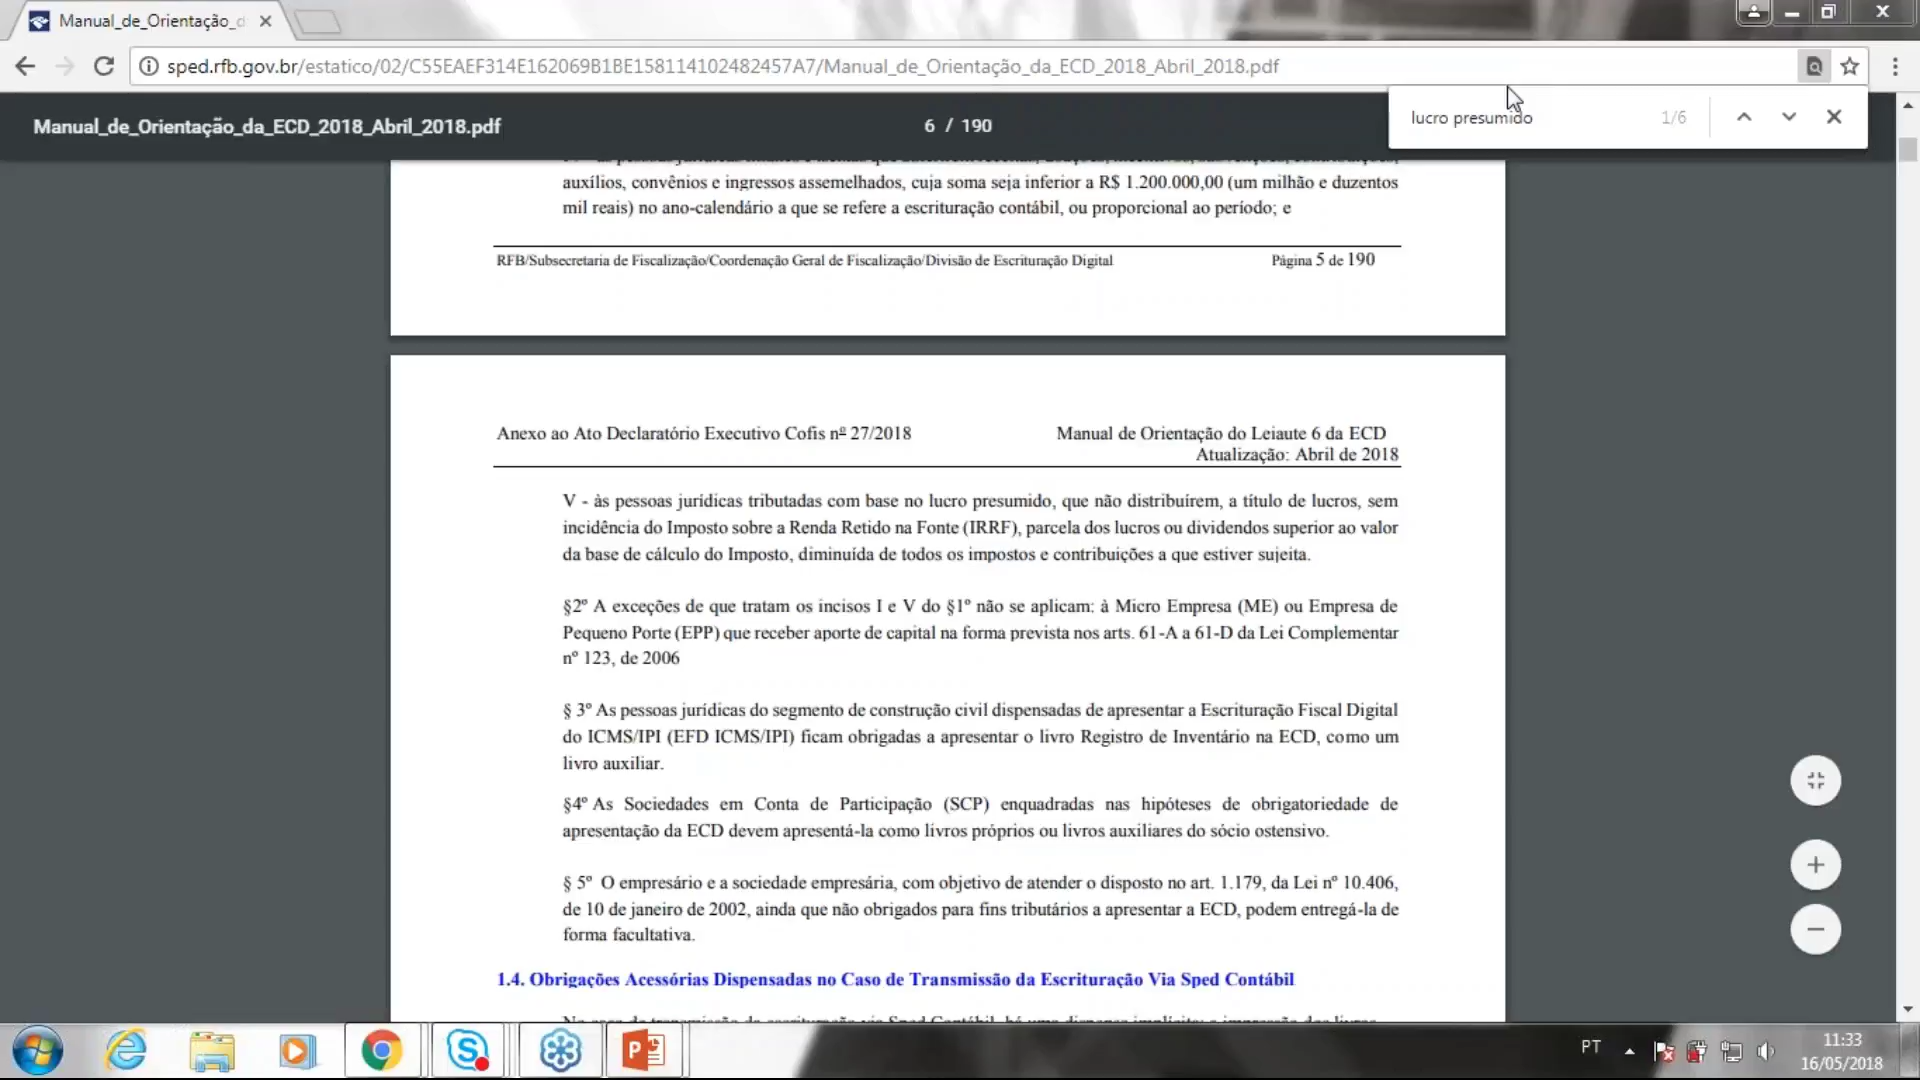 Manual_de_Orientação_d
sped.rfb.gov.br/estatico/02/C55EAEF314E162069B1BE158114102482457A7/Manual_de_Orientação_da_ECD_2018_Abril_2018.pdf
Manual_de_Orientação_da_ECD_2018_Abril_2018.pdf
6 / 190
lucro presumido
1/6
auxílios, convênios e ingressos assemelhados, cuja soma seja inferior a R$ 1.200.000,00 (um milhão e duzentos
mil reais) no ano-calendário a que se refere a escrituração contábil, ou proporcional ao período; e
RFB/Subsecretaria de Fiscalização/Coordenação Geral de Fiscalização/Divisão de Escrituração Digital
Página 5 de 190
Anexo ao Ato Declaratório Executivo Cofis nº 27/2018
Manual de Orientação do Leiaute 6 da ECD
Atualização: Abril de 2018
V - às pessoas jurídicas tributadas com base no lucro presumido, que não distribuírem, a título de lucros, sem
incidência do Imposto sobre a Renda Retido na Fonte (IRRF), parcela dos lucros ou dividendos superior ao valor
da base de cálculo do Imposto, diminuída de todos os impostos e contribuições a que estiver sujeita.
§2º A exceções de que tratam os incisos I e V do §1º não se aplicam: à Micro Empresa (ME) ou Empresa de
Pequeno Porte (EPP) que receber aporte de capital na forma prevista nos arts. 61-A a 61-D da Lei Complementar
nº 123, de 2006
§ 3º As pessoas jurídicas do segmento de construção civil dispensadas de apresentar a Escrituração Fiscal Digital
do ICMS/IPI (EFD ICMS/IPI) ficam obrigadas a apresentar o livro Registro de Inventário na ECD, como um
livro auxiliar.
§4º As Sociedades em Conta de Participação (SCP) enquadradas nas hipóteses de obrigatoriedade de
apresentação da ECD devem apresentá-la como livros próprios ou livros auxiliares do sócio ostensivo.
§ 5º O empresário e a sociedade empresária, com objetivo de atender o disposto no art. 1.179, da Lei nº 10.406,
de 10 de janeiro de 2002, ainda que não obrigados para fins tributários a apresentar a ECD, podem entregá-la de
forma facultativa.
1.4. Obrigações Acessórias Dispensadas no Caso de Transmissão da Escrituração Via Sped Contábil
PT
11:33
16/05/2018